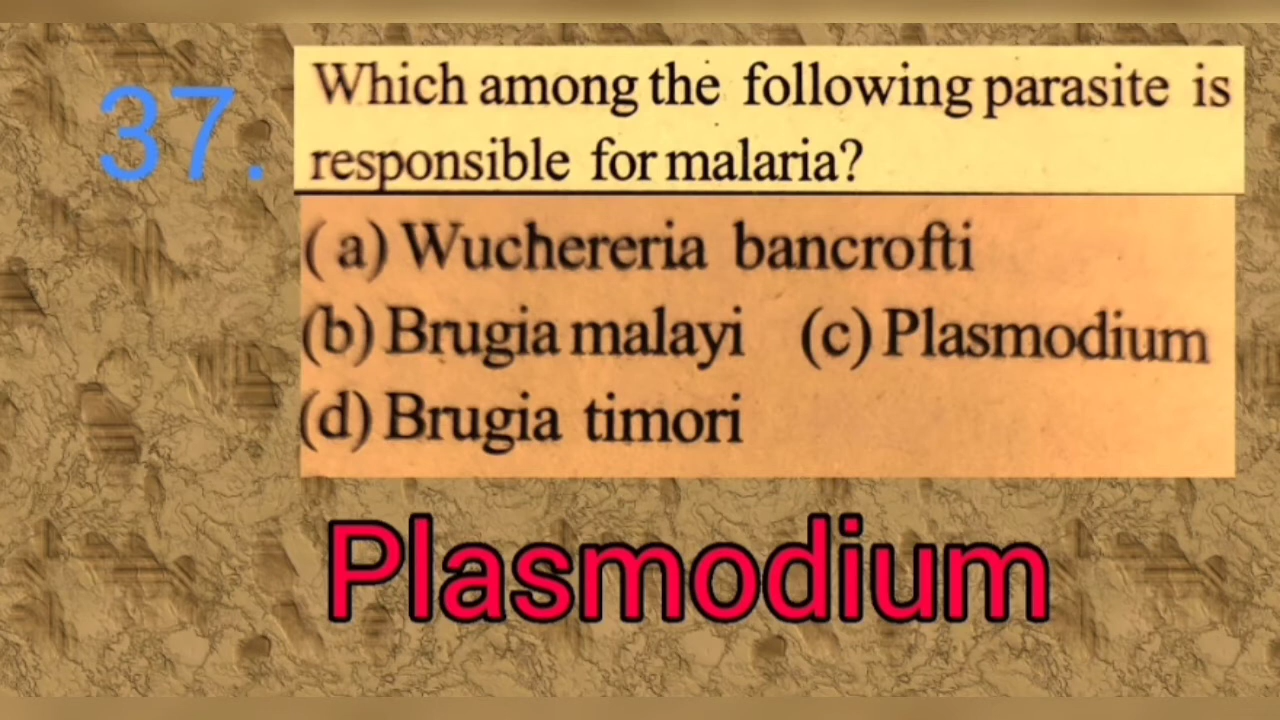 37. Which among the following parasite is
responsible for malaria?
(a) Wuchereria bancrofti
(b) Brugia malayi (c) Plasmodium
(d) Brugia timori
Plasmodium